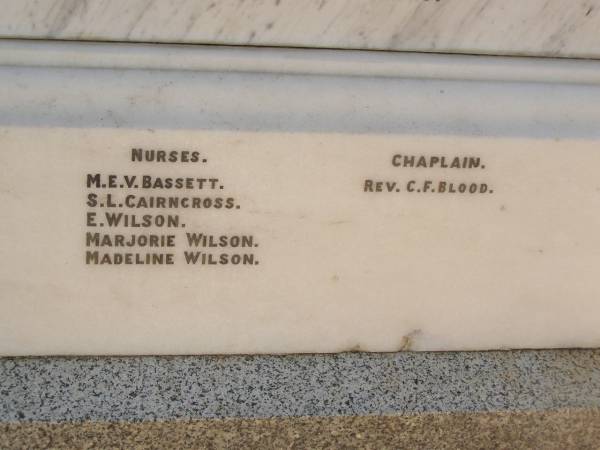 NURSES.
M.E.V. BASSETT.
S.L. CAIRNCROSS.
E. WILSON.
MARJORIE WILSON.
MADELINE WILSON.
CHAPLAIN.
REV. C.F. BLOOD.